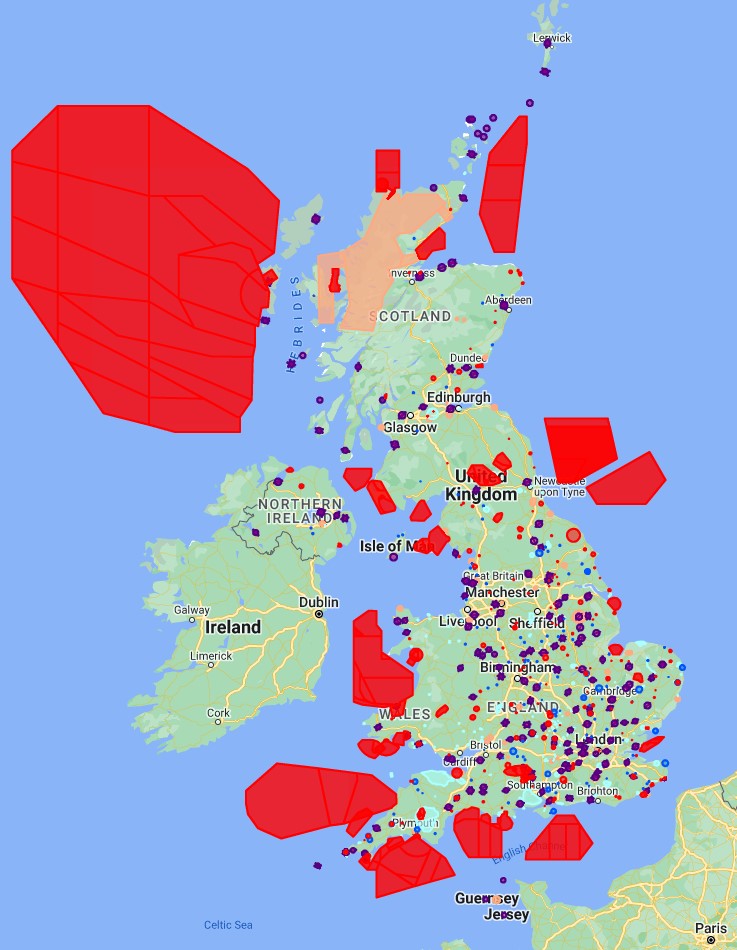 Lerwick
Inverness
HEBRIDES
Aberdeen
SCOTLAND
Dundee
Edinburgh
Glasgow
United
Kingdom
Newcastle
upon Tyne
NORTHERN
IRELAND
Isle of Man
Great Britain
Manchester
Galway
Dublin
Liverpool
Sheffield
Ireland
Limerick
Birmingham
Cambridge
ENGLAND
Cork
WALES
London
Bristol
Cardiff
Southampton
Brighton
Plymouth
English Channel
Guernsey
Jersey
Celtic Sea
Paris